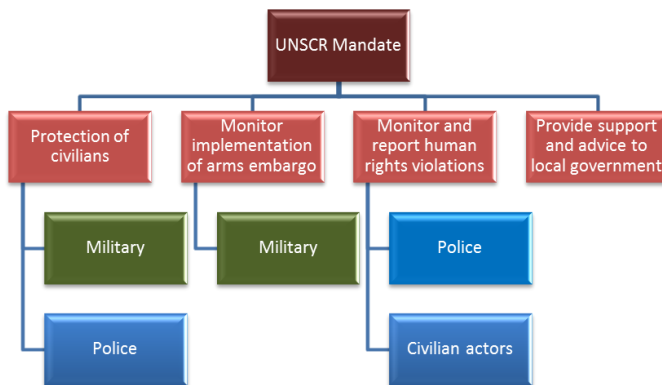 UNSCR Mandate
Protection of
civilians
Monitor
implementation
of arms embargo
Monitor and
report human
rights violations
Provide support
and advice to
local government
Military
Military
Police
Police
Civilian actors